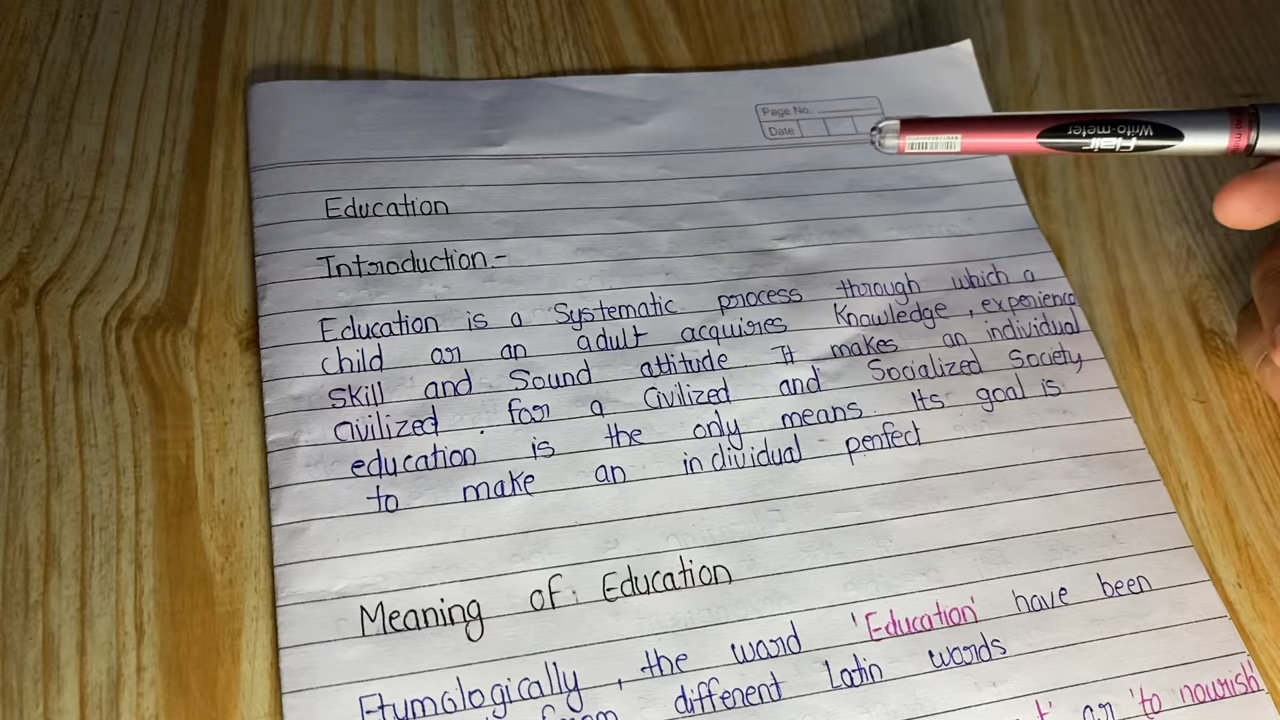 Page No.
Date
Flair
Writo-meter
Education
Introduction:-
Education is a Systematic process through which a
child or an adult acquires Knowledge, experience
skill and Sound attitude It makes an individual
civilized. for a Civilized and Socialized Society
education is the only means. Its goal is
to make an individual perfect
Meaning of Education
Etymologically, the word 'Education' have been
from different Latin words
or 'to nourish'